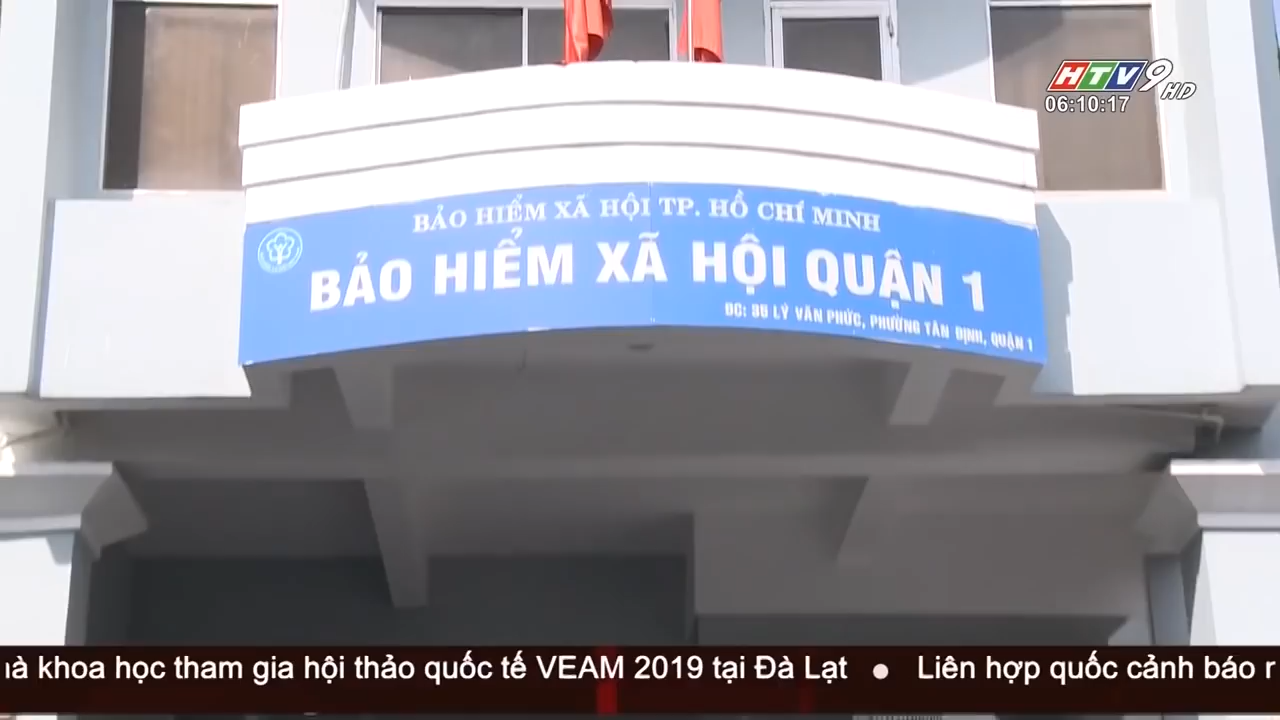 HTV9 HD
06:10:17
BẢO HIỂM XÃ HỘI TP. HỒ CHÍ MINH
BẢO HIỂM XÃ HỘI QUẬN 1
ĐC: 35 LÝ VĂN PHỨC, PHƯỜNG TÂN ĐỊNH, QUẬN 1
khoa học tham gia hội thảo quốc tế VEAM 2019 tại Đà Lạt ● Liên hợp quốc cảnh báo